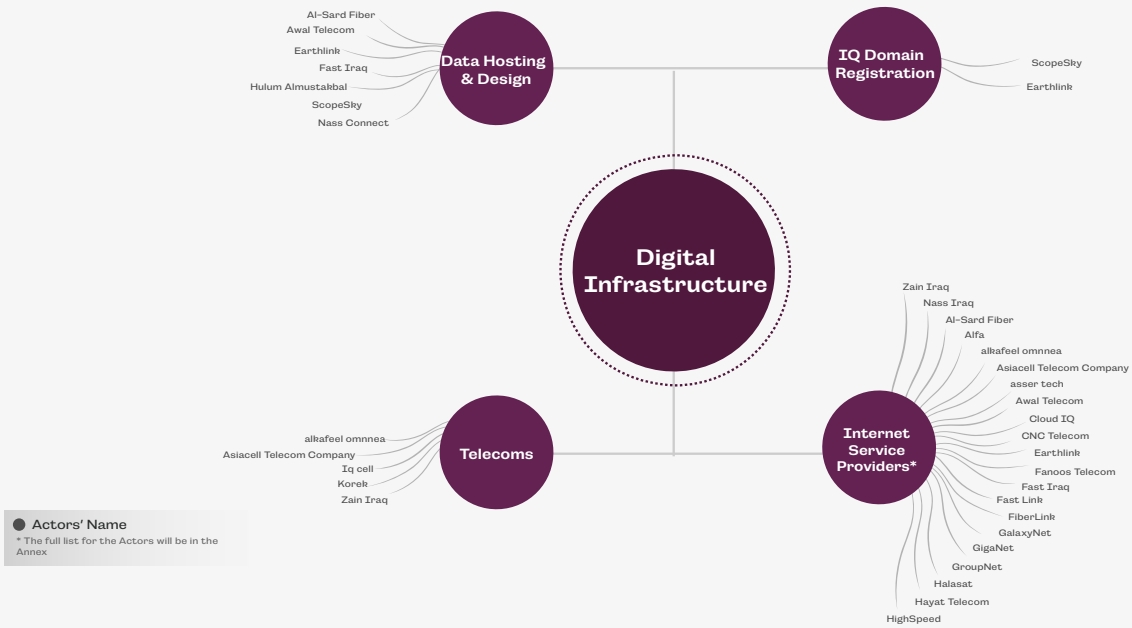 Al-Sard Fiber
Awal Telecom
Earthlink
Fast Iraq
Hulum Almustakbal
ScopeSky
Nass Connect
Data Hosting
& Design
IQ Domain
Registration
ScopeSky
Earthlink
Digital
Infrastructure
alkafeel omnnea
Asiacell Telecom Company
Iq cell
Korek
Zain Iraq
Telecoms
Internet
Service
Providers*
Zain Iraq
Nass Iraq
Al-Sard Fiber
Alfa
alkafeel omnnea
Asiacell Telecom Company
asser tech
Awal Telecom
Cloud IQ
CNC Telecom
Earthlink
Fanoos Telecom
Fast Iraq
Fast Link
FiberLink
GalaxyNet
GigaNet
GroupNet
Halasat
Hayat Telecom
HighSpeed
Actors' Name
* The full list for the Actors will be in the
Annex